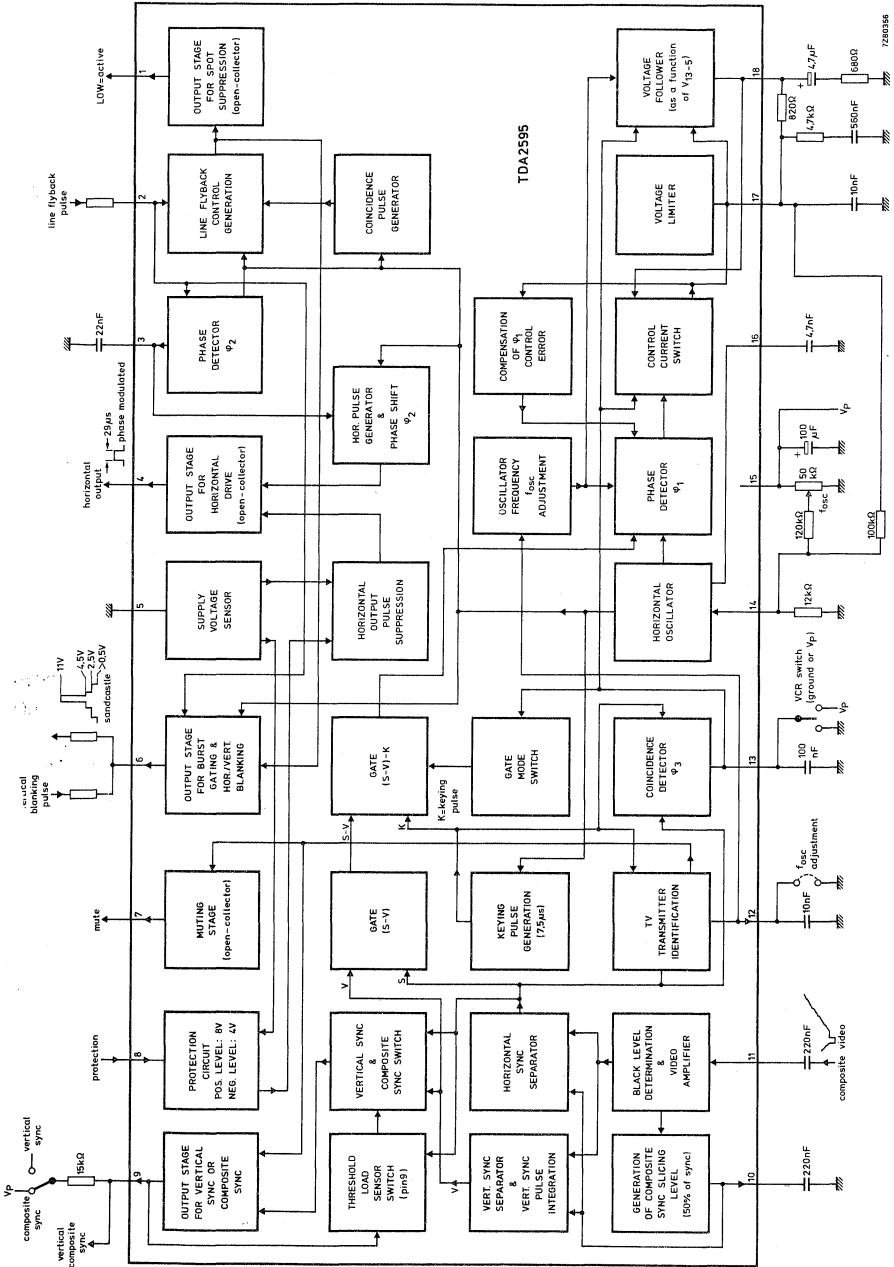 VP
composite sync
vertical sync
15kΩ
vertical composite sync
protection
mute
blanking pulse
11V
4,5V
2,5V
>0,5V
sandcastle
horizontal output
29µs
phase modulated
22nF
line flyback pulse
LOW=active
9
8
7
6
5
4
3
2
1
OUTPUT STAGE
FOR VERTICAL
SYNC OR
COMPOSITE
SYNC
PROTECTION
CIRCUIT
POS. LEVEL: 8V
NEG. LEVEL: 4V
MUTING
STAGE
(open-collector)
OUTPUT STAGE
FOR BURST
GATING &
HOR./VERT.
BLANKING
SUPPLY
VOLTAGE
SENSOR
OUTPUT STAGE
FOR
HORIZONTAL
DRIVE
(open-collector)
PHASE
DETECTOR
φ2
LINE FLYBACK
CONTROL
GENERATION
OUTPUT STAGE
FOR SPOT
SUPPRESSION
(open-collector)
THRESHOLD
LOAD
SENSOR
SWITCH
(pin9)
VERTICAL SYNC
&
COMPOSITE
SYNC SWITCH
V
S
GATE
(S-V)
S-V
K
GATE
(S-V)-K
HORIZONTAL
OUTPUT
PULSE
SUPPRESSION
HOR. PULSE
GENERATOR
&
PHASE SHIFT
φ2
COINCIDENCE
PULSE
GENERATOR
V
VERT. SYNC
SEPARATOR
&
VERT. SYNC
PULSE
INTEGRATION
HORIZONTAL
SYNC
SEPARATOR
KEYING
PULSE
GENERATION
(7,5µs)
K=keying
pulse
GATE
MODE
SWITCH
OSCILLATOR
FREQUENCY
fosc
ADJUSTMENT
COMPENSATION
OF φ1
CONTROL
ERROR
TDA2595
GENERATION
OF COMPOSITE
SYNC SLICING
LEVEL
(50% of sync)
BLACK LEVEL
DETERMINATION
&
VIDEO
AMPLIFIER
TV
TRANSMITTER
IDENTIFICATION
COINCIDENCE
DETECTOR
φ3
HORIZONTAL
OSCILLATOR
PHASE
DETECTOR
φ1
CONTROL
CURRENT
SWITCH
VOLTAGE
LIMITER
VOLTAGE
FOLLOWER
(as a function
of V13-5)
10
11
12
13
14
15
16
17
18
220nF
220nF
composite video
10nF
fosc
adjustment
100
nF
VCR switch
(ground or VP)
VP
12kΩ
120kΩ
50
kΩ
fosc
100
µF
+
VP
100kΩ
4,7nF
10nF
820Ω
4,7kΩ
560nF
+
4,7µF
680Ω
7Z80356